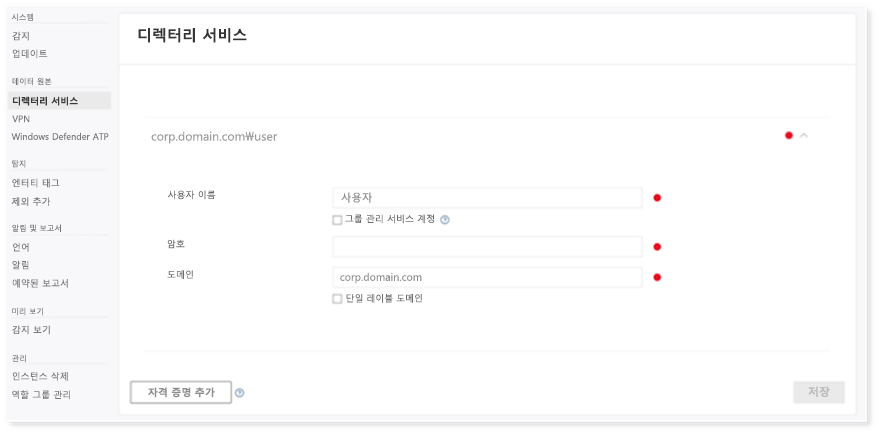 시스템
감지
업데이트
데이터 원본
디렉터리 서비스
VPN
Windows Defender ATP
탐지
엔터티 태그
제외 추가
알림 및 보고서
언어
알림
예약된 보고서
미리 보기
감지 보기
관리
인스턴스 삭제
역할 그룹 관리
디렉터리 서비스
corp.domain.com₩user
사용자 이름
사용자
그룹 관리 서비스 계정
암호
도메인
corp.domain.com
단일 레이블 도메인
자격 증명 추가
저장